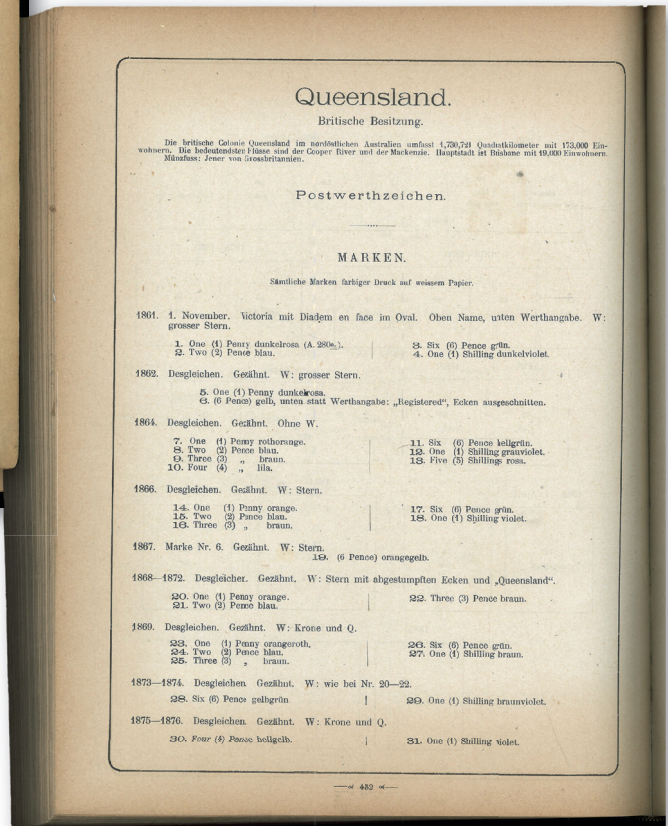 Queensland.
Britische Besitzung.
Die britische Colonie Queensland im nordöstlichen Australien umfasst 1,730,721 Quadratkilometer mit 173,000 Ein-
wohnern. Die bedeutendsten Flüsse sind der Cooper River und der Mackenzie. Hauptstadt ist Brisbane mit 19,000 Einwohnern.
Münzfuss: Jener von Grossbritannien.
Postwerthzeichen.
MARKEN.
Sämtliche Marken farbiger Druck auf weissem Papier.
1861. 1. November. Victoria mit Diadem en face im Oval. Oben Name, unten Werthangabe. W:
grosser Stern.
1. One (1) Penny dunkelrosa (A. 280).
2. Two (2) Pence blau.
3. Six (6) Pence grün.
4. One (1) Shilling dunkelviolet.
1862. Desgleichen. Gezähnt. W: grosser Stern.
5. One (1) Penny dunkelrosa.
6. (6 Pence) gelb, unten statt Werthangabe: „Registered“, Ecken ausgeschnitten.
1864. Desgleichen. Gezähnt. Ohne W.
7. One (1) Penny rothorange.
8. Two (2) Pence blau.
9. Three (3) „ braun.
10. Four (4) „ lila.
11. Six (6) Pence hellgrün.
12. One (1) Shilling grauviolet.
13. Five (5) Shillings rosa.
1866. Desgleichen. Gezähnt. W: Stern.
14. One (1) Penny orange.
15. Two (2) Pence blau.
16. Three (3) „ braun.
17. Six (6) Pence grün.
18. One (1) Shilling violet.
1867. Marke Nr. 6. Gezähnt. W: Stern.
19. (6 Pence) orangegelb.
1868—1872. Desgleichen. Gezähnt. W: Stern mit abgestumpften Ecken und „Queensland“.
20. One (1) Penny orange.
21. Two (2) Pence blau.
22. Three (3) Pence braun.
1869. Desgleichen. Gezähnt. W: Krone und Q.
23. One (1) Penny orangeroth.
24. Two (2) Pence blau.
25. Three (3) „ braun.
26. Six (6) Pence grün.
27. One (1) Shilling braun.
1873—1874. Desgleichen. Gezähnt. W: wie bei Nr. 20—22.
28. Six (6) Pence gelbgrün
29. One (1) Shilling braunviolet.
1875—1876. Desgleichen. Gezähnt. W: Krone und Q.
30. Four (4) Pense hellgelb.
31. One (1) Shilling violet.
452